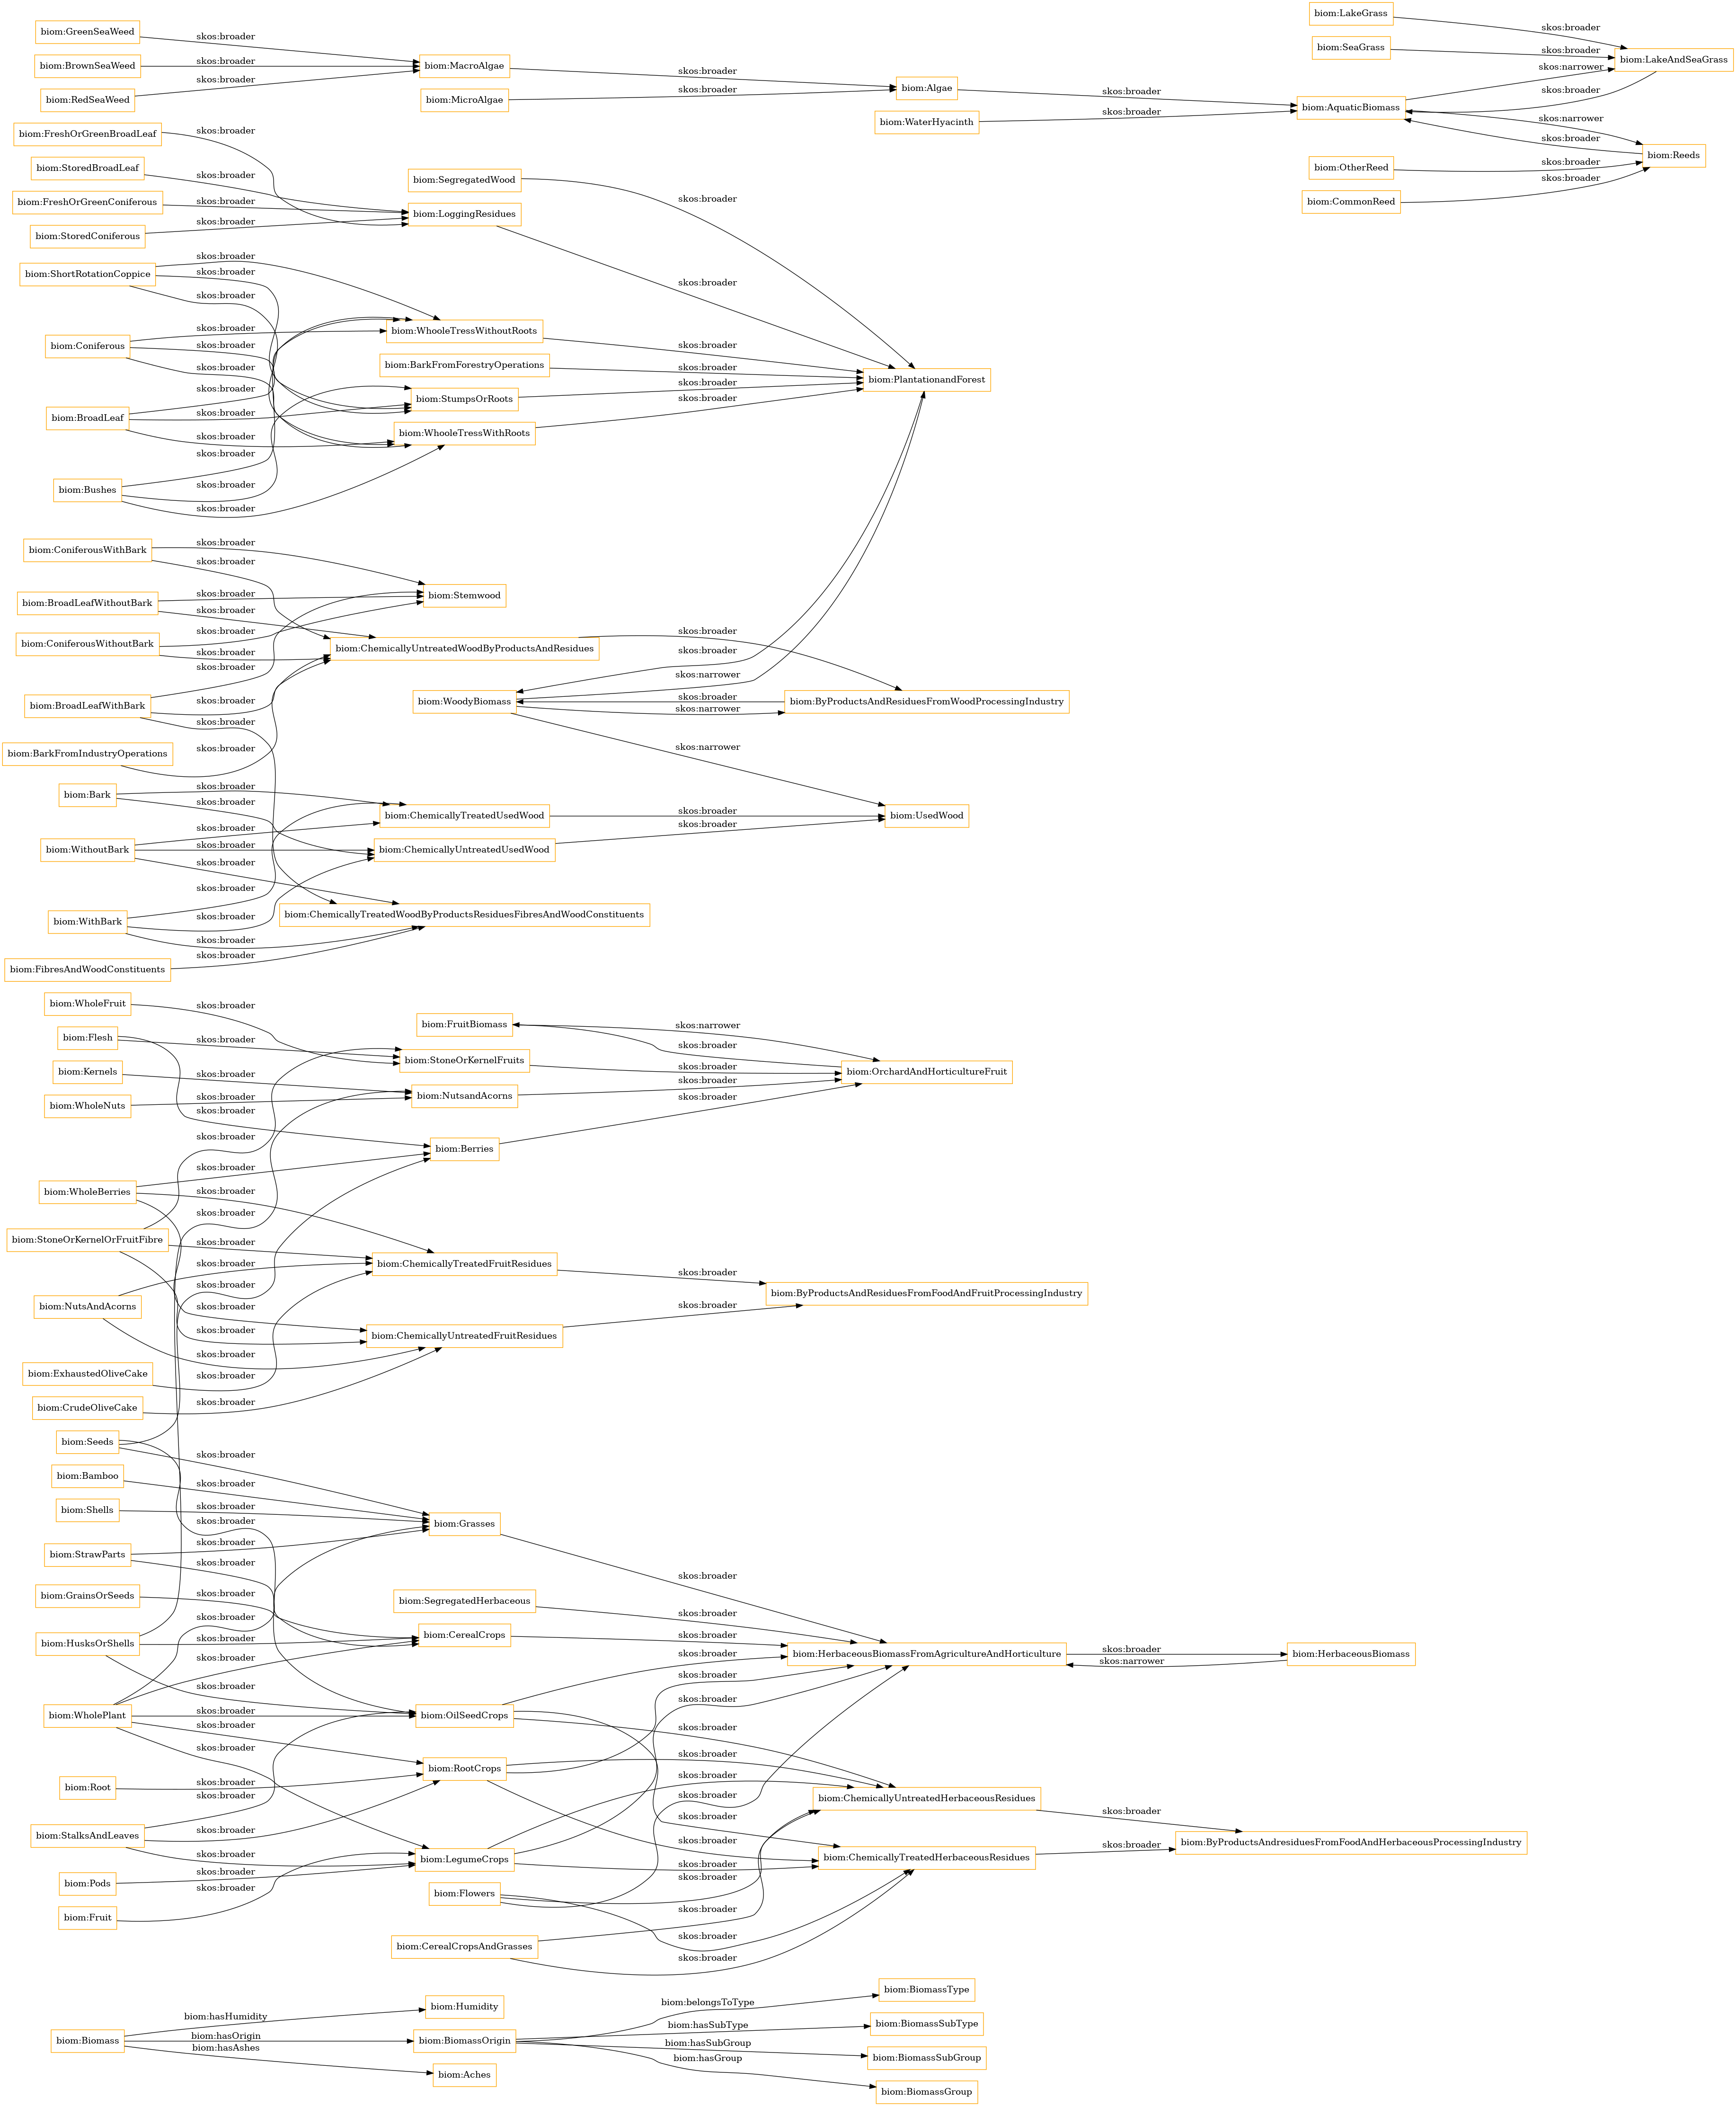 biom:LakeGrass
biom:GreenSeaWeed
skos:broader
skos:broader
biom:SeaGrass
skos:broader
biom:LakeAndSeaGrass
biom:BrownSeaWeed
skos:broader
biom:MacroAlgae
skos:broader
skos:narrower
skos:broader
biom:RedSeaWeed
skos:broader
biom:MicroAlgae
skos:broader
biom:Algae
skos:broader
skos:broader
biom:AquaticBiomass
biom:WaterHyacinth
skos:broader
skos:narrower
biom:FreshOrGreenBroadLeaf
skos:broader
skos:broader
biom:Reeds
biom:StoredBroadLeaf
skos:broader
biom:SegregatedWood
skos:broader
biom:OtherReed
skos:broader
skos:broader
biom:CommonReed
biom:FreshOrGreenConiferous
skos:broader
biom:LoggingResidues
biom:StoredConiferous
skos:broader
skos:broader
biom:ShortRotationCoppice
skos:broader
skos:broader
skos:broader
skos:broader
biom:Coniferous
skos:broader
skos:broader
skos:broader
biom:WhooleTressWithoutRoots
skos:broader
biom:BarkFromForestryOperations
skos:broader
biom:PlantationandForest
biom:BroadLeaf
skos:broader
skos:broader
skos:broader
biom:StumpsOrRoots
skos:broader
biom:WhooleTressWithRoots
skos:broader
biom:Bushes
skos:broader
skos:broader
skos:broader
biom:ConiferousWithBark
skos:broader
skos:broader
biom:BroadLeafWithoutBark
skos:broader
skos:broader
biom:Stemwood
biom:ConiferousWithoutBark
skos:broader
skos:broader
biom:ChemicallyUntreatedWoodByProductsAndResidues
skos:broader
skos:broader
skos:narrower
biom:BroadLeafWithBark
skos:broader
skos:broader
skos:broader
biom:WoodyBiomass
skos:broader
skos:narrower
biom:ByProductsAndResiduesFromWoodProcessingIndustry
biom:BarkFromIndustryOperations
skos:broader
skos:narrower
biom:Bark
skos:broader
skos:broader
biom:ChemicallyTreatedUsedWood
skos:broader
biom:UsedWood
biom:WithoutBark
skos:broader
skos:broader
skos:broader
biom:ChemicallyUntreatedUsedWood
skos:broader
biom:WithBark
skos:broader
skos:broader
skos:broader
biom:ChemicallyTreatedWoodByProductsResiduesFibresAndWoodConstituents
biom:FibresAndWoodConstituents
skos:broader
biom:WholeFruit
skos:broader
biom:FruitBiomass
skos:narrower
skos:broader
biom:Flesh
skos:broader
biom:StoneOrKernelFruits
skos:broader
biom:OrchardAndHorticultureFruit
biom:Kernels
skos:broader
biom:NutsandAcorns
skos:broader
biom:WholeNuts
skos:broader
skos:broader
skos:broader
skos:broader
biom:Berries
skos:broader
biom:WholeBerries
skos:broader
skos:broader
biom:StoneOrKernelOrFruitFibre
skos:broader
skos:broader
biom:ChemicallyTreatedFruitResidues
skos:broader
skos:broader
biom:NutsAndAcorns
skos:broader
skos:broader
skos:broader
biom:ByProductsAndResiduesFromFoodAndFruitProcessingIndustry
skos:broader
biom:ChemicallyUntreatedFruitResidues
skos:broader
biom:ExhaustedOliveCake
skos:broader
biom:CrudeOliveCake
skos:broader
biom:Seeds
skos:broader
biom:Bamboo
skos:broader
biom:Shells
skos:broader
skos:broader
biom:Grasses
biom:StrawParts
skos:broader
skos:broader
skos:broader
biom:GrainsOrSeeds
skos:broader
biom:SegregatedHerbaceous
skos:broader
skos:broader
biom:HusksOrShells
skos:broader
biom:CerealCrops
skos:broader
skos:broader
biom:HerbaceousBiomassFromAgricultureAndHorticulture
skos:broader
skos:narrower
biom:HerbaceousBiomass
skos:broader
skos:broader
skos:broader
skos:broader
biom:WholePlant
skos:broader
skos:broader
skos:broader
biom:OilSeedCrops
skos:broader
skos:broader
biom:RootCrops
biom:Root
skos:broader
skos:broader
skos:broader
skos:broader
biom:ChemicallyUntreatedHerbaceousResidues
skos:broader
biom:StalksAndLeaves
skos:broader
skos:broader
skos:broader
skos:broader
biom:ByProductsAndresiduesFromFoodAndHerbaceousProcessingIndustry
biom:LegumeCrops
skos:broader
biom:ChemicallyTreatedHerbaceousResidues
skos:broader
biom:Pods
skos:broader
skos:broader
biom:Flowers
skos:broader
biom:Fruit
skos:broader
skos:broader
biom:CerealCropsAndGrasses
skos:broader
biom:BiomassType
biom:Humidity
biom:belongsToType
biom:hasHumidity
biom:BiomassSubType
biom:hasSubType
biom:Biomass
biom:hasOrigin
biom:BiomassOrigin
biom:hasSubGroup
biom:hasAshes
biom:BiomassSubGroup
biom:hasGroup
biom:Aches
biom:BiomassGroup